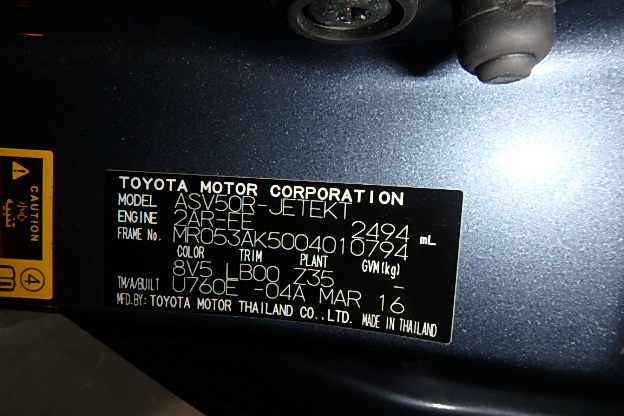 TOYOTA MOTOR CORPORATION
MODEL ASV50R-JETEKT
ENGINE 2AR-FE 2494 mL
FRAME No. MR053AK5004010794
COLOR TRIM PLANT GVM(kg)
8V5 LB00 Z35 -
TM/A/BUILT U760E -04A MAR 16
MFD.BY: TOYOTA MOTOR THAILAND CO.,LTD. MADE IN THAILAND
CAUTION
تنبيه
4